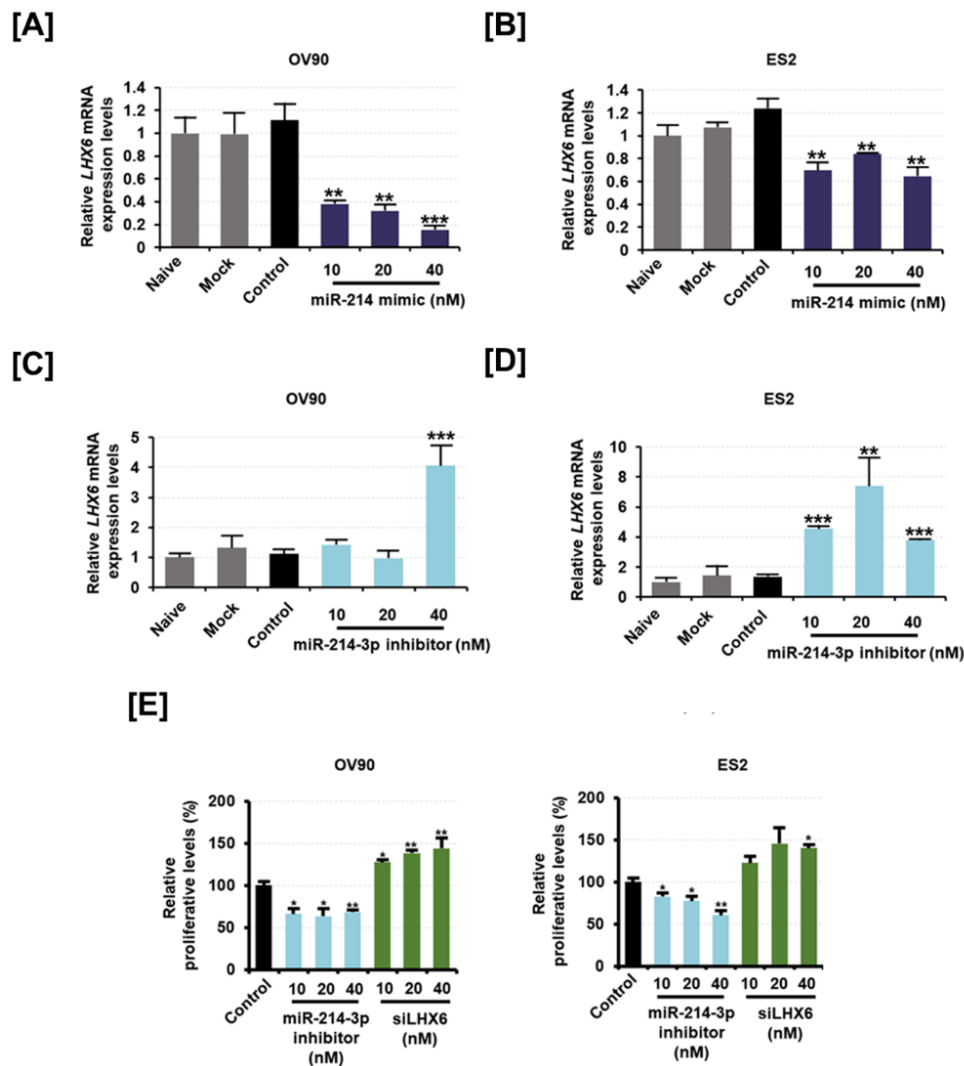 [A]
OV90
Relative LHX6 mRNA
expression levels
1.4
1.2
1
0.8
0.6
0.4
0.2
0
**
**
***
Naive
Mock
Control
10 20 40
miR-214 mimic (nM)
[B]
ES2
Relative LHX6 mRNA
expression levels
1.4
1.2
1
0.8
0.6
0.4
0.2
0
**
**
**
Naive
Mock
Control
10 20 40
miR-214 mimic (nM)
[C]
OV90
Relative LHX6 mRNA
expression levels
5
4
3
2
1
0
***
Naive
Mock
Control
10 20 40
miR-214-3p inhibitor (nM)
[D]
ES2
Relative LHX6 mRNA
expression levels
10
8
6
4
2
0
***
**
***
Naive
Mock
Control
10 20 40
miR-214-3p inhibitor (nM)
[E]
OV90
Relative
proliferative levels (%)
200
150
100
50
0
*
*
**
*
**
**
Control
10 20 40 10 20 40
miR-214-3p siLHX6
inhibitor (nM)
(nM)
ES2
Relative
proliferative levels (%)
200
150
100
50
0
*
*
**
*
Control
10 20 40 10 20 40
miR-214-3p siLHX6
inhibitor (nM)
(nM)